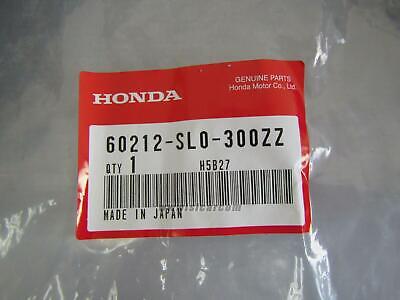 GENUINE PARTS
Honda Motor Co., Ltd.
HONDA
60212-SL0-300ZZ
QTY 1 H5B27
MADE IN JAPAN